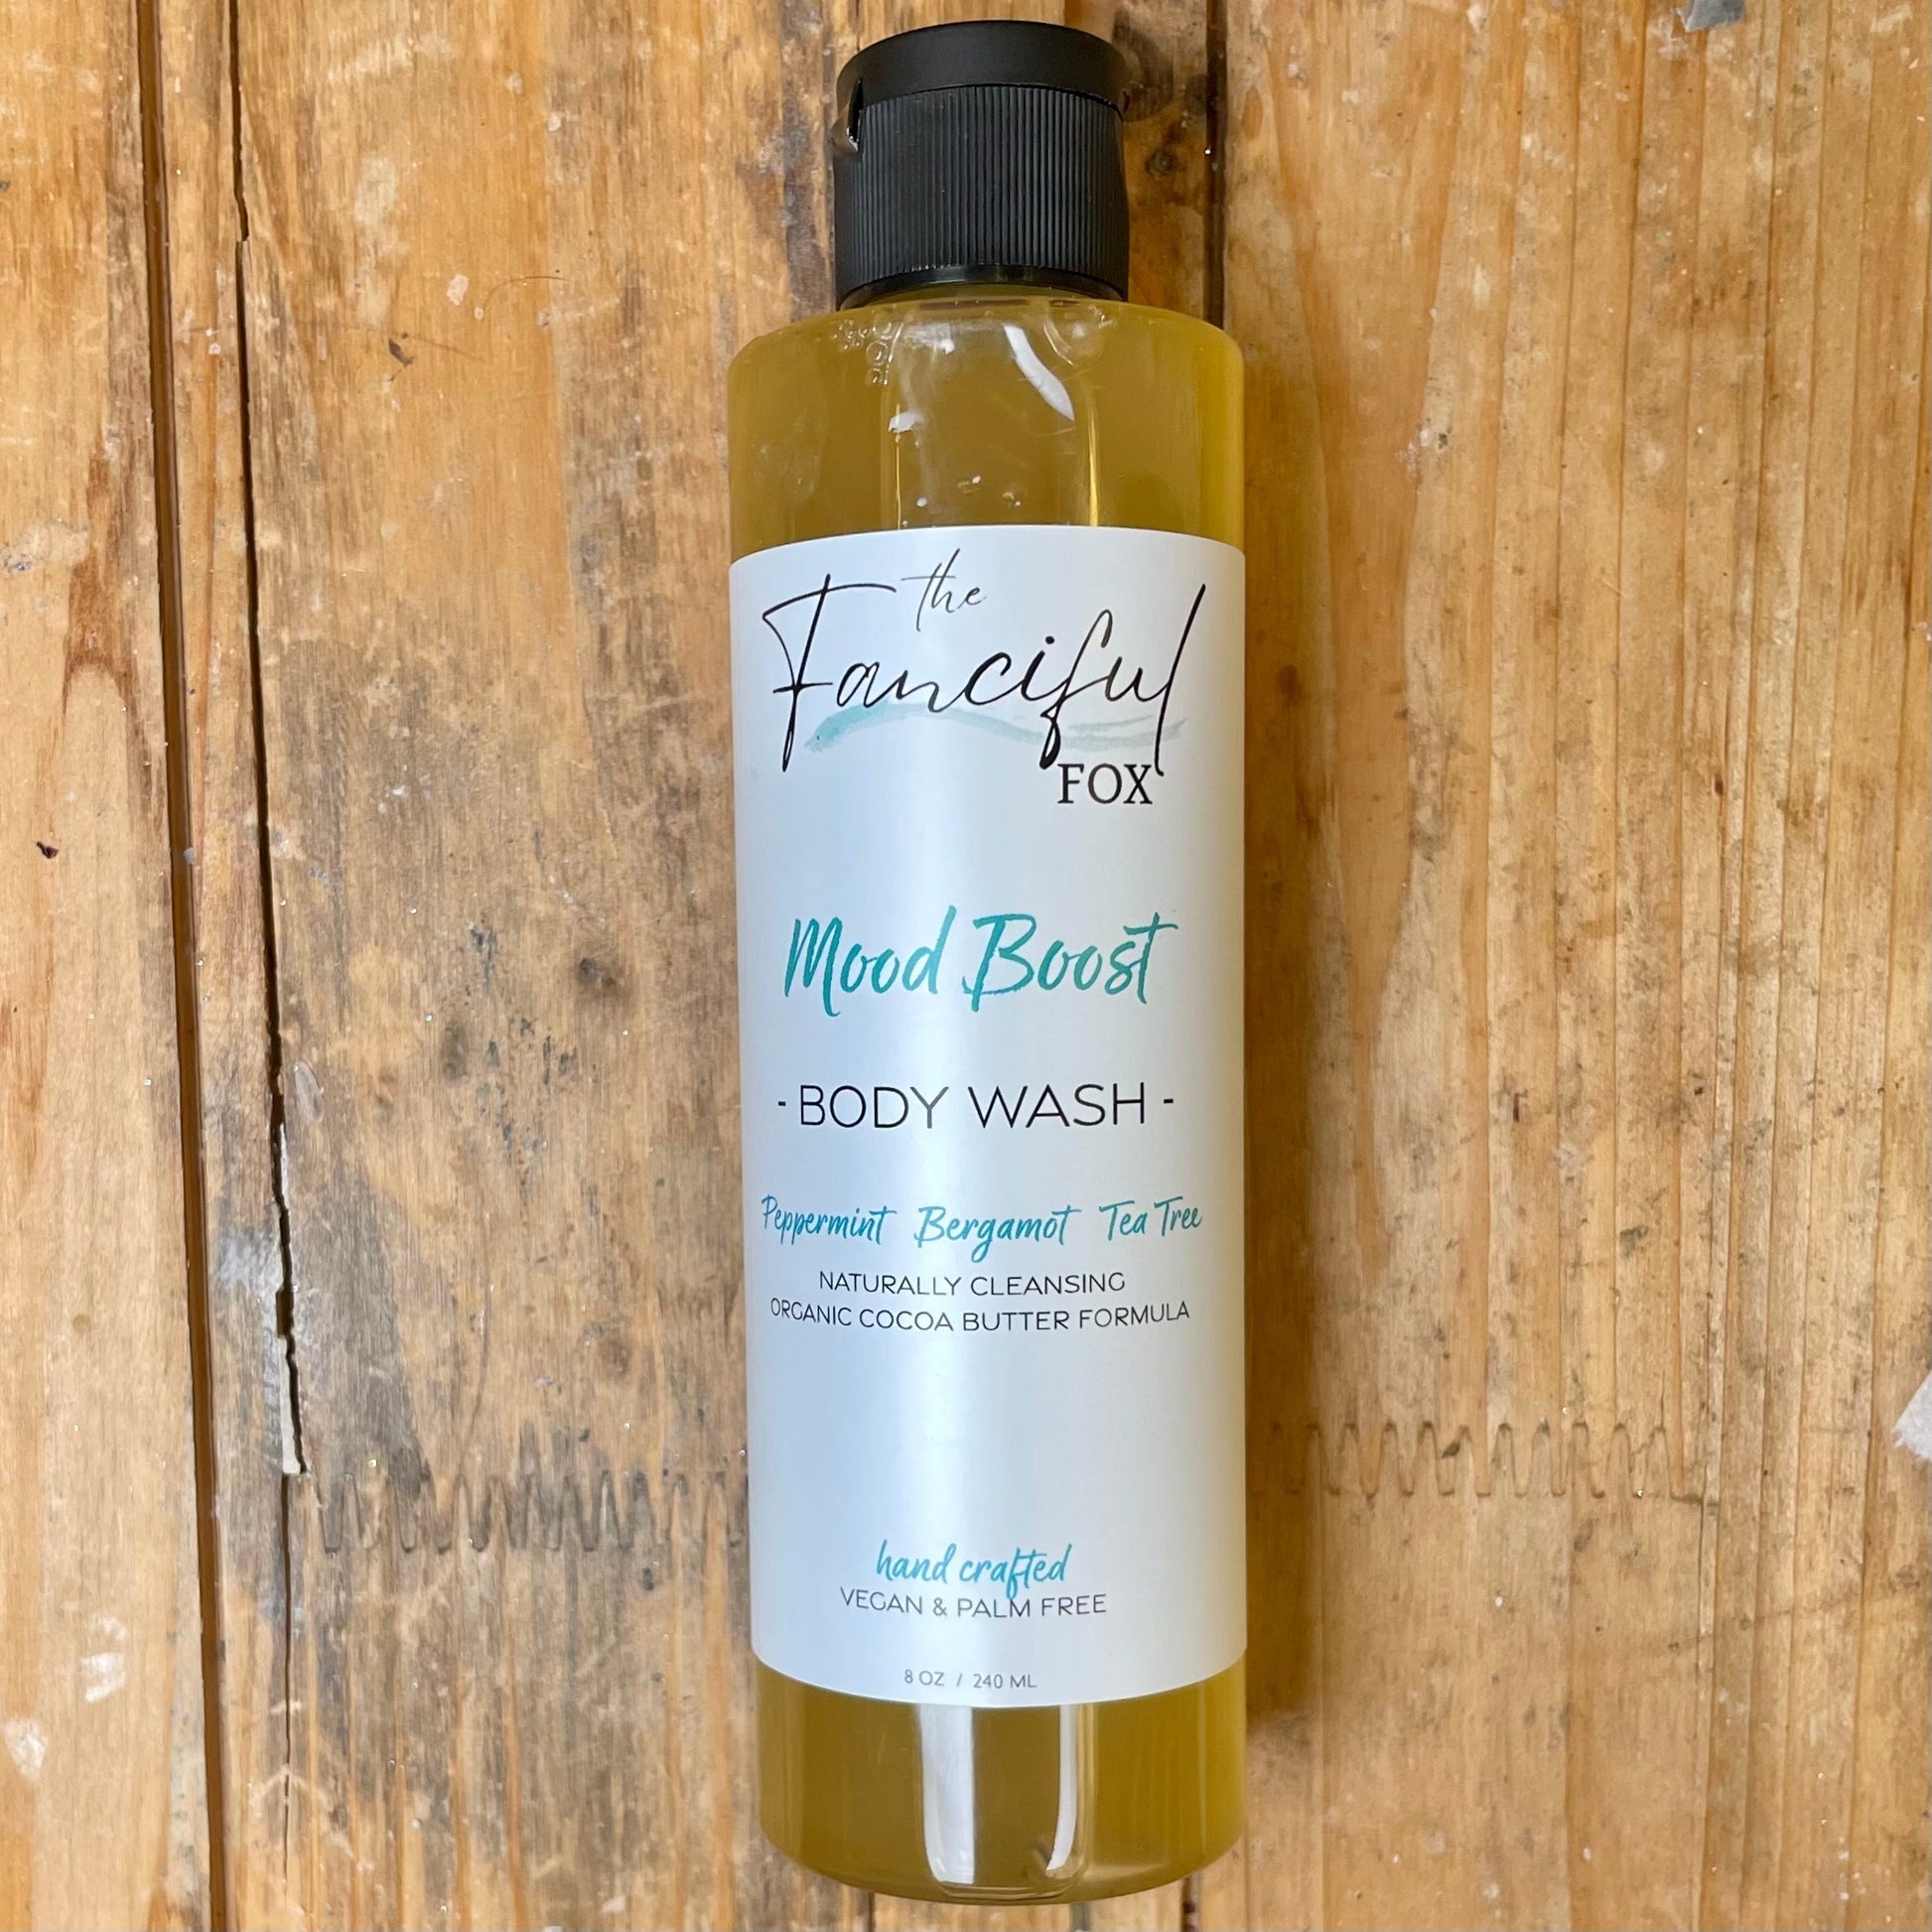 the
Fanciful
FOX
Mood Boost
- BODY WASH -
Peppermint Bergamot Tea Tree
NATURALLY CLEANSING
ORGANIC COCOA BUTTER FORMULA
hand crafted
VEGAN & PALM FREE
8 OZ / 240 ML